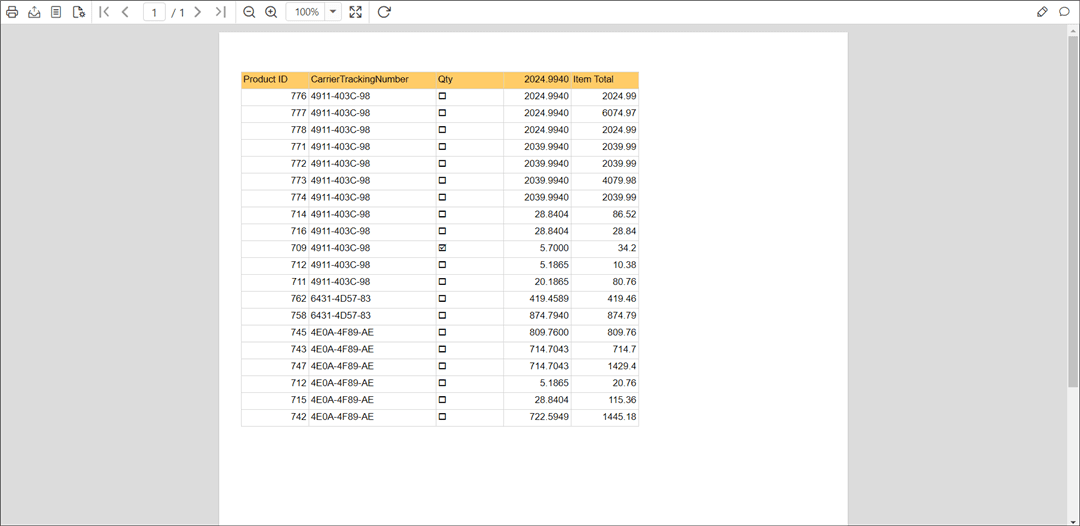 1 / 1 100%
Product ID CarrierTrackingNumber Qty 2024.9940 Item Total
776 4911-403C-98 ☐ 2024.9940 2024.99
777 4911-403C-98 ☐ 2024.9940 6074.97
778 4911-403C-98 ☐ 2024.9940 2024.99
771 4911-403C-98 ☐ 2039.9940 2039.99
772 4911-403C-98 ☐ 2039.9940 2039.99
773 4911-403C-98 ☐ 2039.9940 4079.98
774 4911-403C-98 ☐ 2039.9940 2039.99
714 4911-403C-98 ☐ 28.8404 86.52
716 4911-403C-98 ☐ 28.8404 28.84
709 4911-403C-98 ☑ 5.7000 34.2
712 4911-403C-98 ☐ 5.1865 10.38
711 4911-403C-98 ☐ 20.1865 80.76
762 6431-4D57-83 ☐ 419.4589 419.46
758 6431-4D57-83 ☐ 874.7940 874.79
745 4E0A-4F89-AE ☐ 809.7600 809.76
743 4E0A-4F89-AE ☐ 714.7043 714.7
747 4E0A-4F89-AE ☐ 714.7043 1429.4
712 4E0A-4F89-AE ☐ 5.1865 20.76
715 4E0A-4F89-AE ☐ 28.8404 115.36
742 4E0A-4F89-AE ☐ 722.5949 1445.18